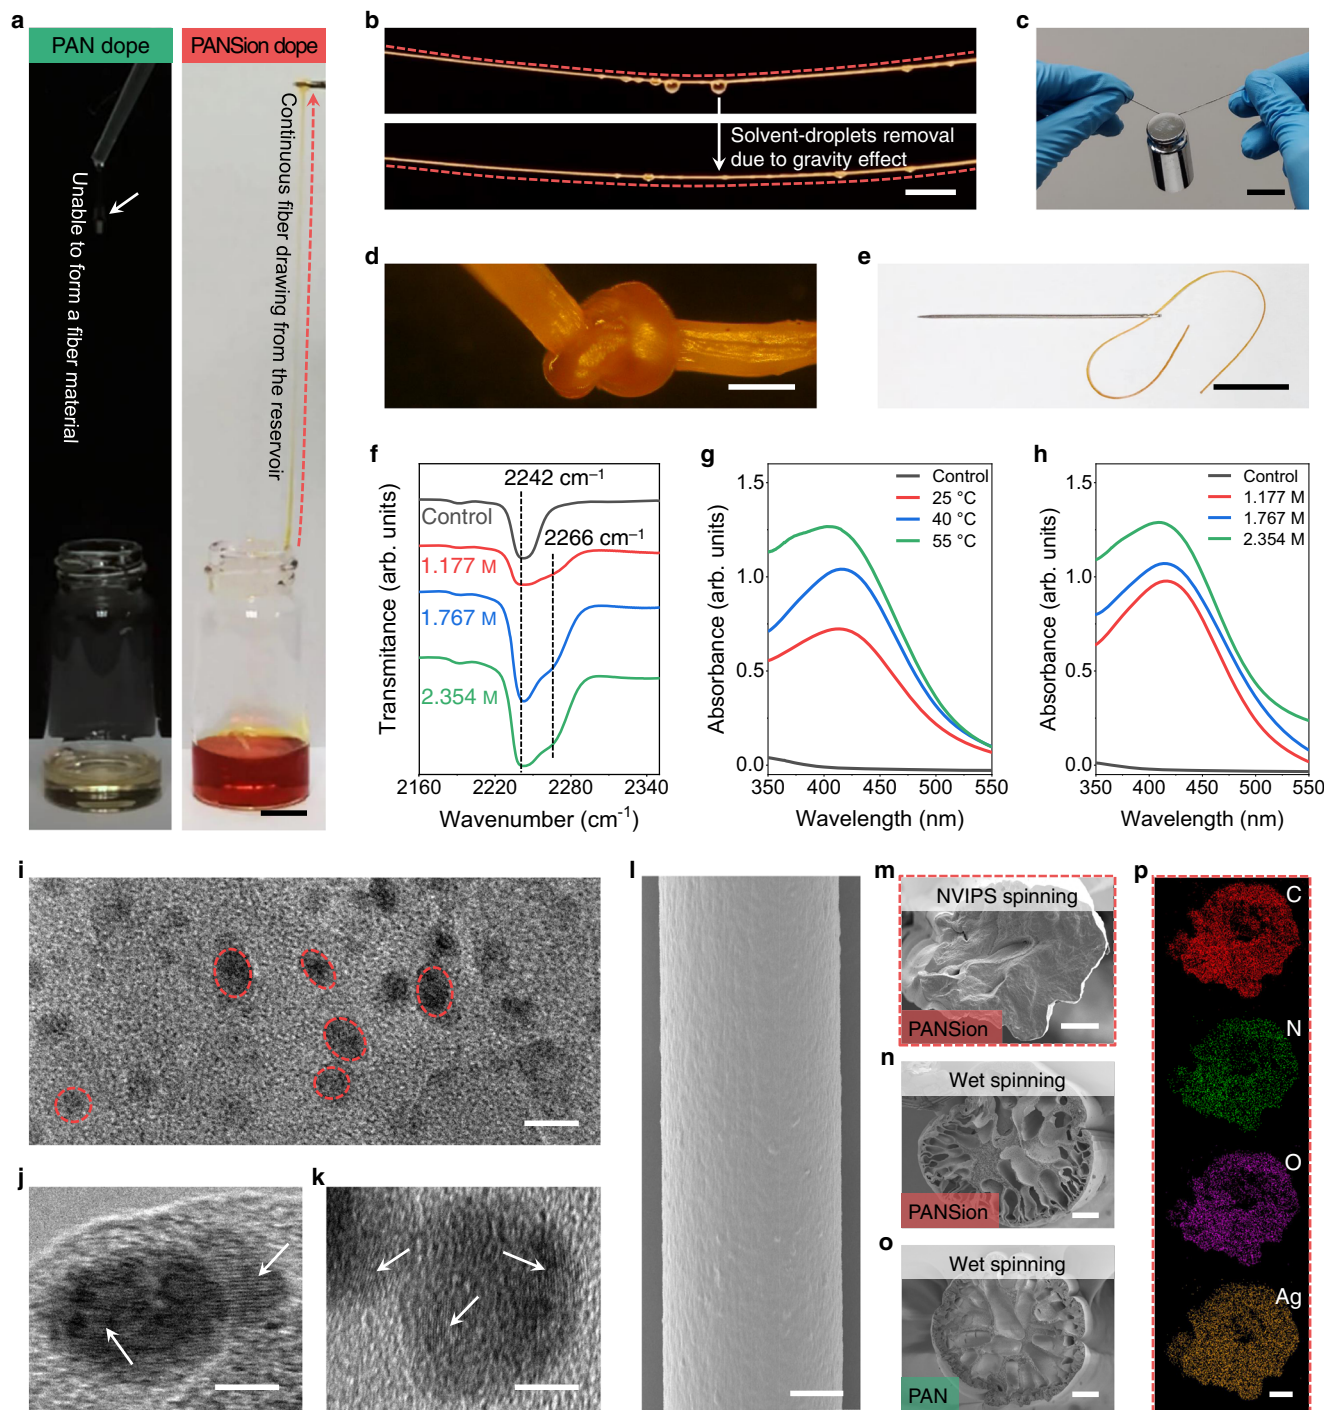 a
PAN dope
PANSion dope
Unable to form a fiber material
Continuous fiber drawing from the reservoir
b
Solvent-droplets removal
due to gravity effect
c
d
e
f
2242 cm⁻¹
2266 cm⁻¹
Control
1.177 M
1.767 M
2.354 M
Transmitance (arb. units)
2160 2220 2280 2340
Wavenumber (cm⁻¹)
g
Control
25 °C
40 °C
55 °C
1.5
1.0
0.5
0.0
Absorbance (arb. units)
350 400 450 500 550
Wavelength (nm)
h
Control
1.177 M
1.767 M
2.354 M
1.5
1.0
0.5
0.0
Absorbance (arb. units)
350 400 450 500 550
Wavelength (nm)
i
j
k
l
m
NVIPS spinning
PANSion
n
Wet spinning
PANSion
o
Wet spinning
PAN
p
C
N
O
Ag